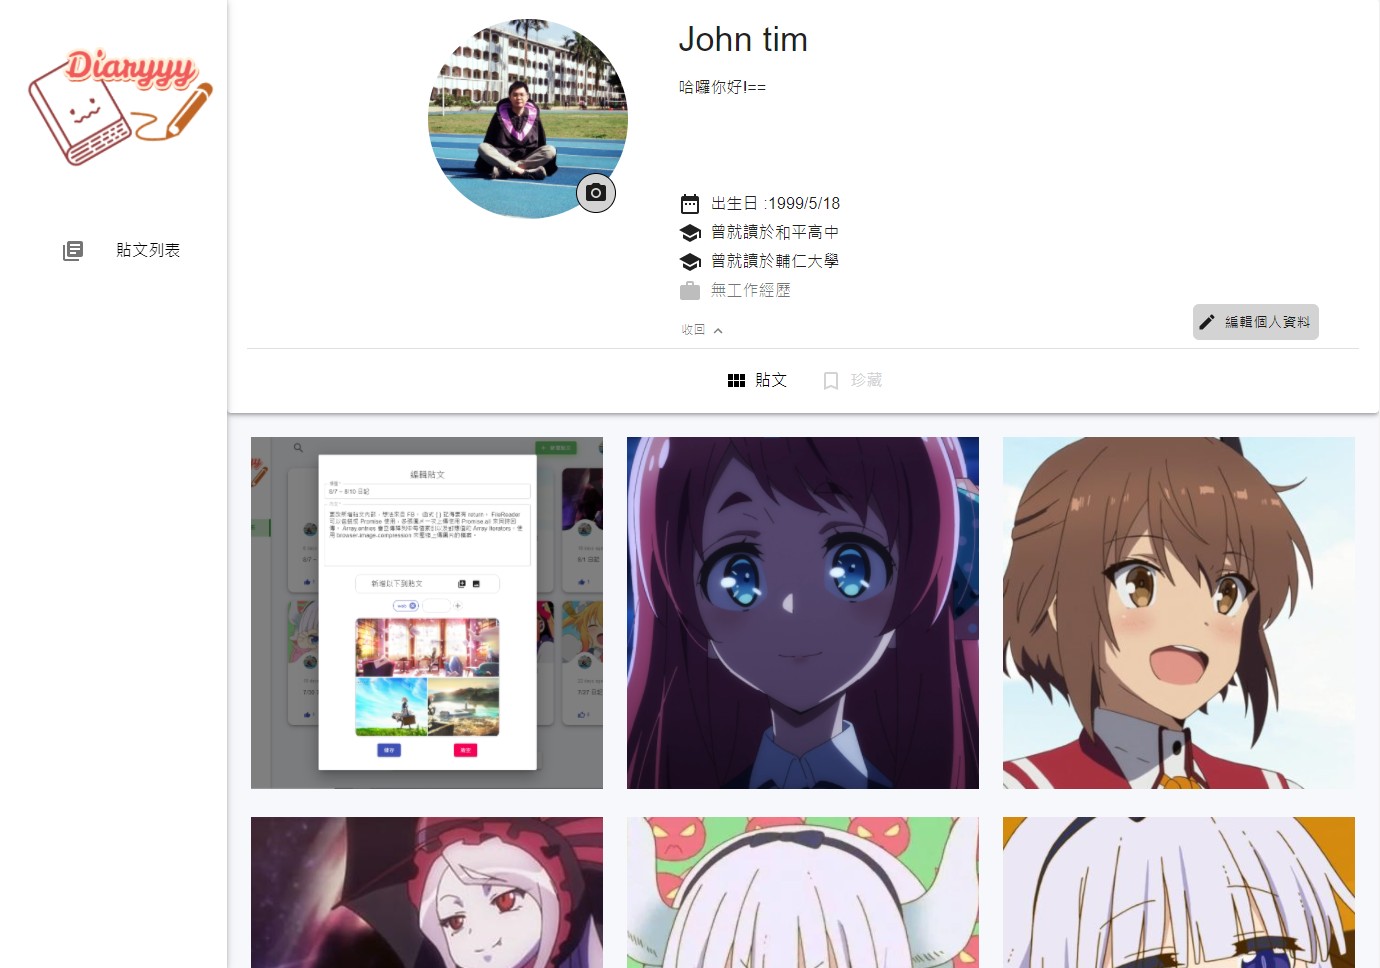 Diaryyy
貼文列表
John tim
哈囉你好!==
出生日 :1999/5/18
曾就讀於和平高中
曾就讀於輔仁大學
無工作經歷
收回
編輯個人資料
貼文
珍藏
編輯貼文
8/7 ~ 8/10 日記
新增以下到貼文